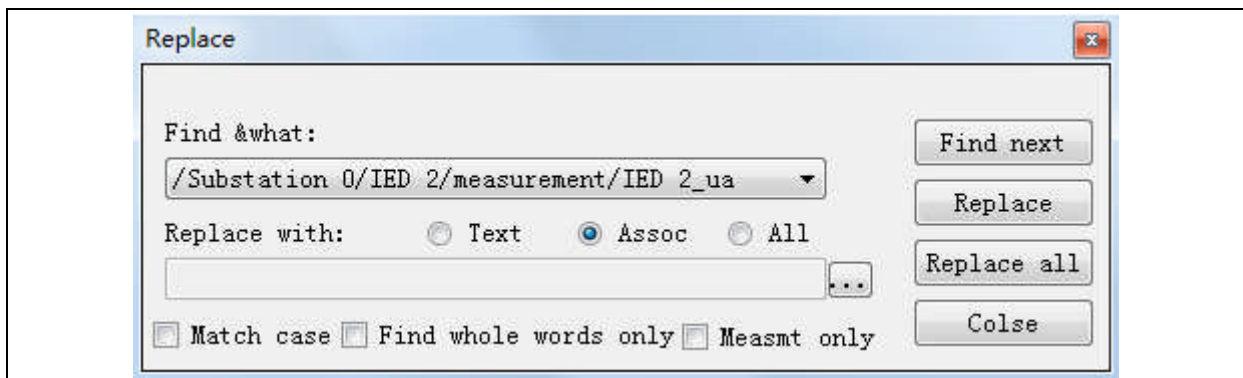 Replace
Find &what:
Find next
/Substation 0/IED 2/measurement/IED 2_ua
Replace
Replace with: Text Assoc All
Replace all
...
Match case Find whole words only Measmt only
Colse